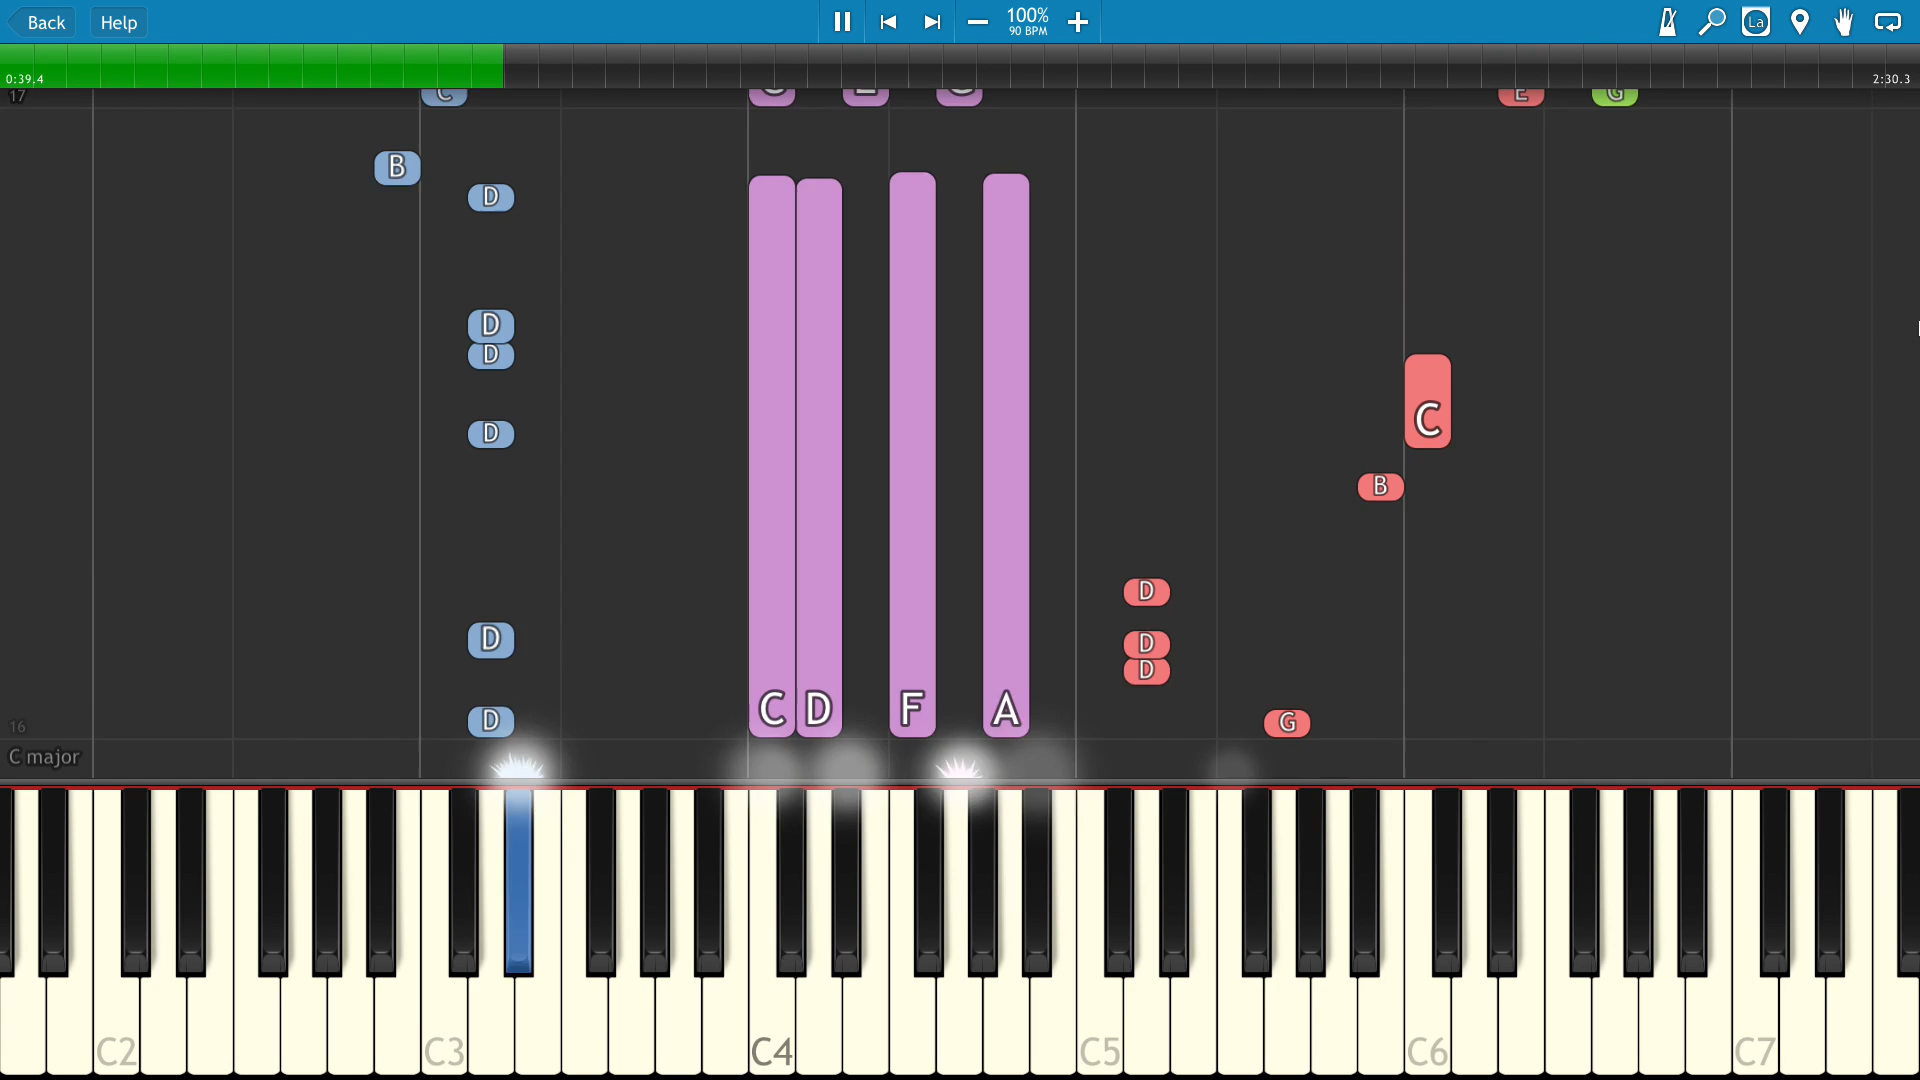 Back Help 100% La
90 BPM
0:39.4 2:30.3
17 C E G
B
D
D
D
C
D
B
D
D D
D
C D F A
D G
16
C major
C2 C3 C4 C5 C6 C7